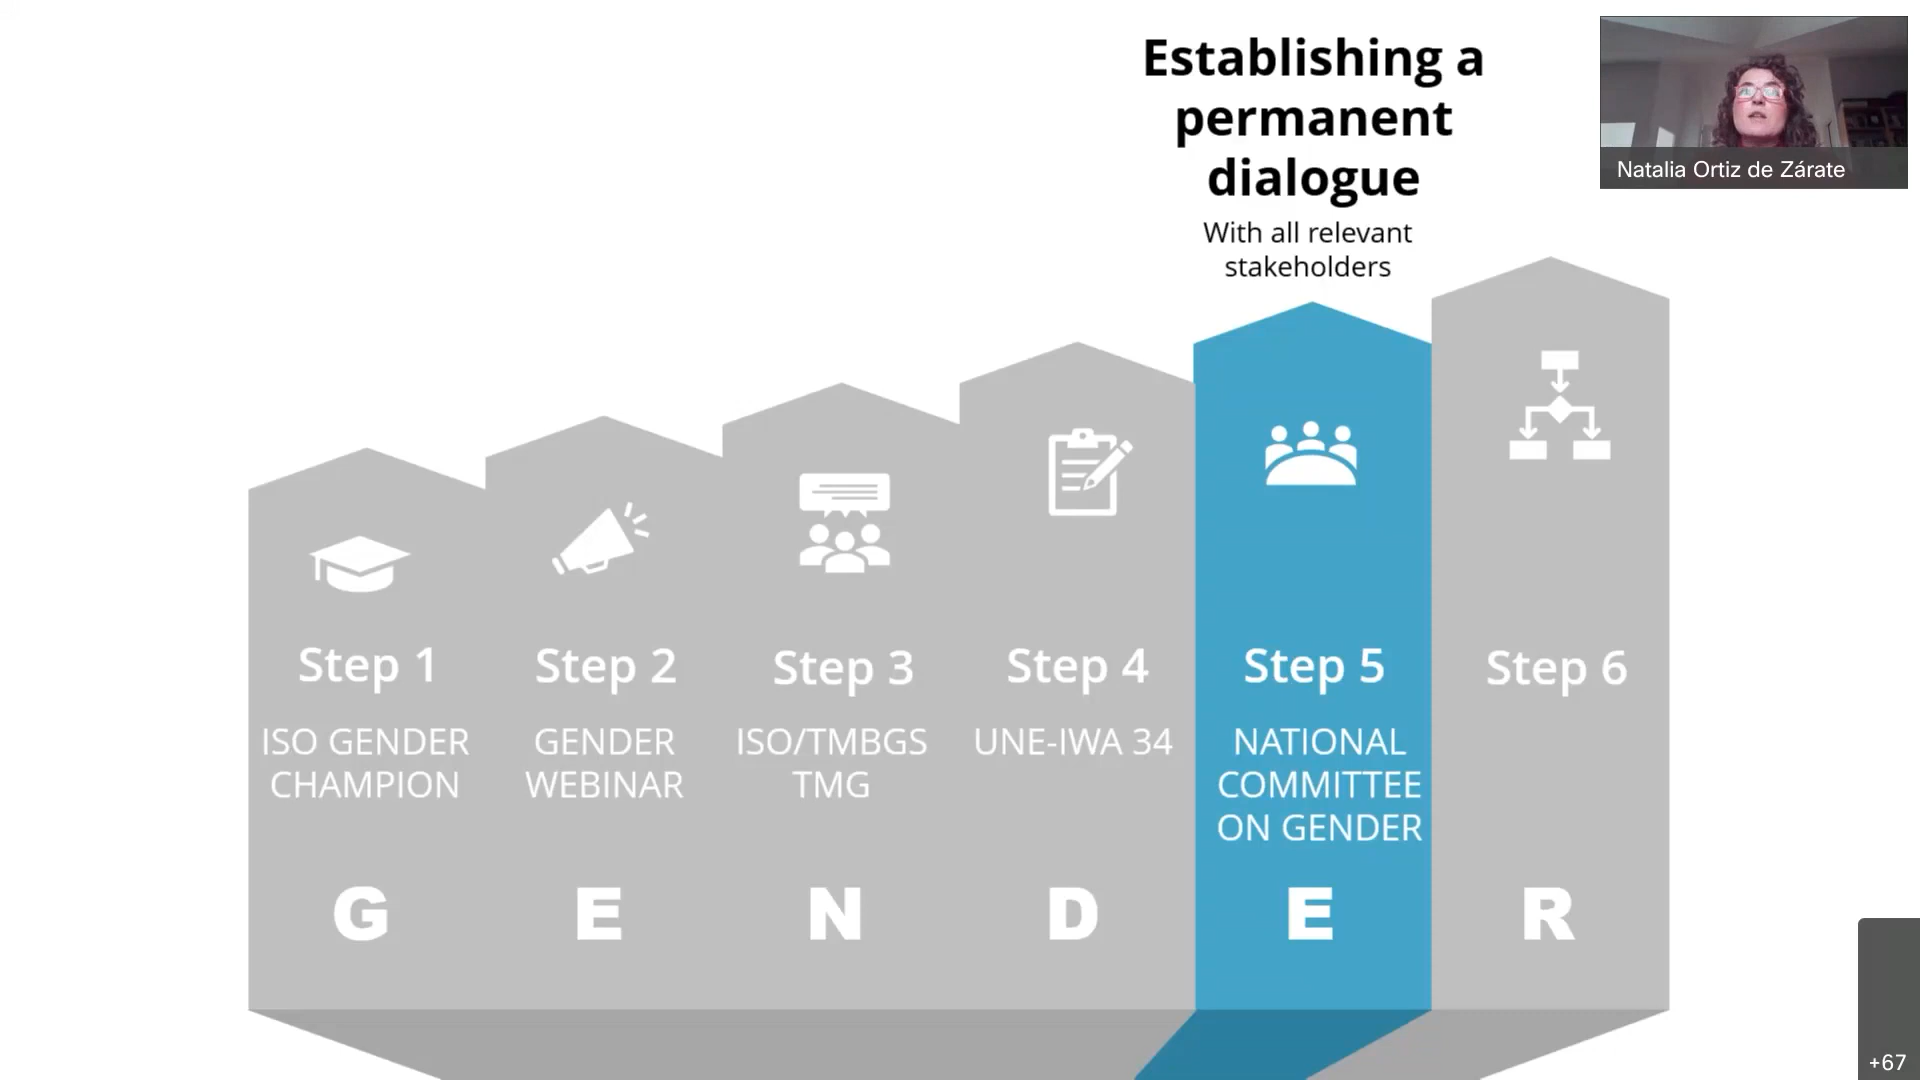 Establishing a
permanent
dialogue
With all relevant
stakeholders
Natalia Ortiz de Zárate
Step 1
ISO GENDER
CHAMPION
G
Step 2
GENDER
WEBINAR
E
Step 3
ISO/TMBGS
TMG
N
Step 4
UNE-IWA 34
D
Step 5
NATIONAL
COMMITTEE
ON GENDER
E
Step 6
R
+67